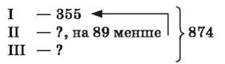 I — 355
II — ?, на 89 менше
III — ?
874